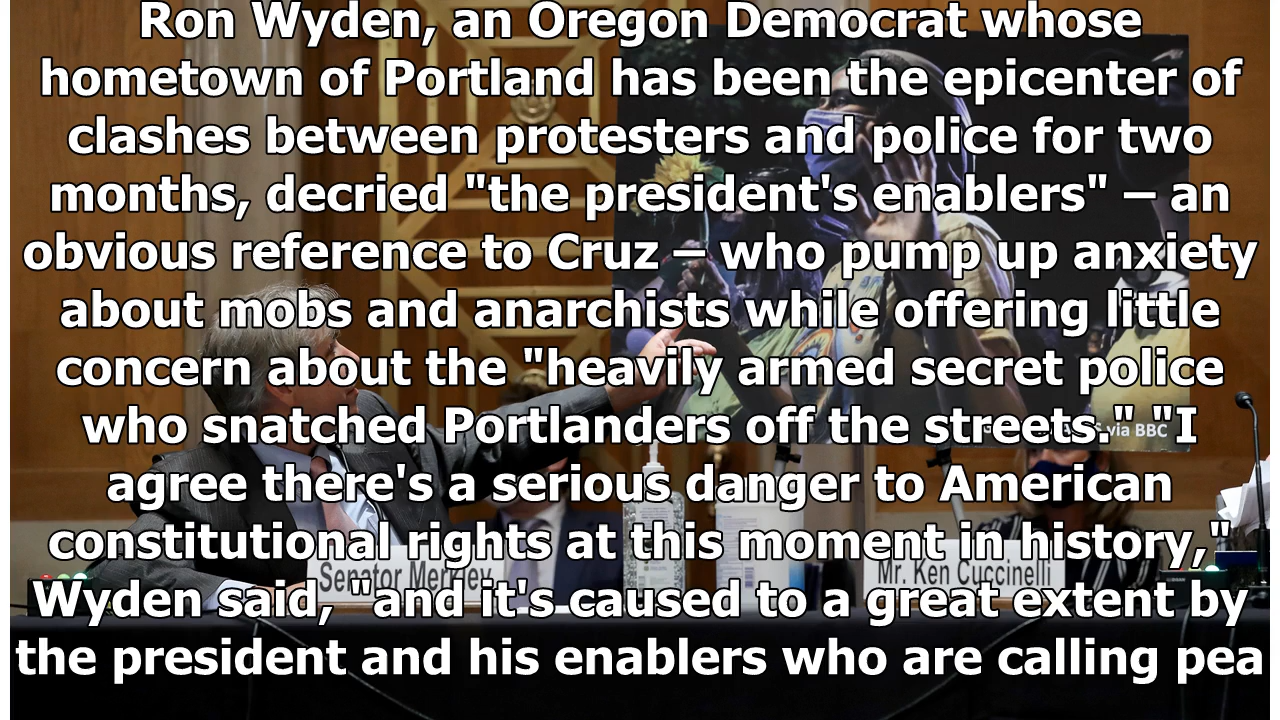 Ron Wyden, an Oregon Democrat whose
hometown of Portland has been the epicenter of
clashes between protesters and police for two
months, decried "the president's enablers" – an
obvious reference to Cruz – who pump up anxiety
about mobs and anarchists while offering little
concern about the "heavily armed secret police
who snatched Portlanders off the streets." "I
agree there's a serious danger to American
constitutional rights at this moment in history,"
Wyden said, "and it's caused to a great extent by
the president and his enablers who are calling pea
via BBC
Senator Merkley
Mr. Ken Cuccinelli